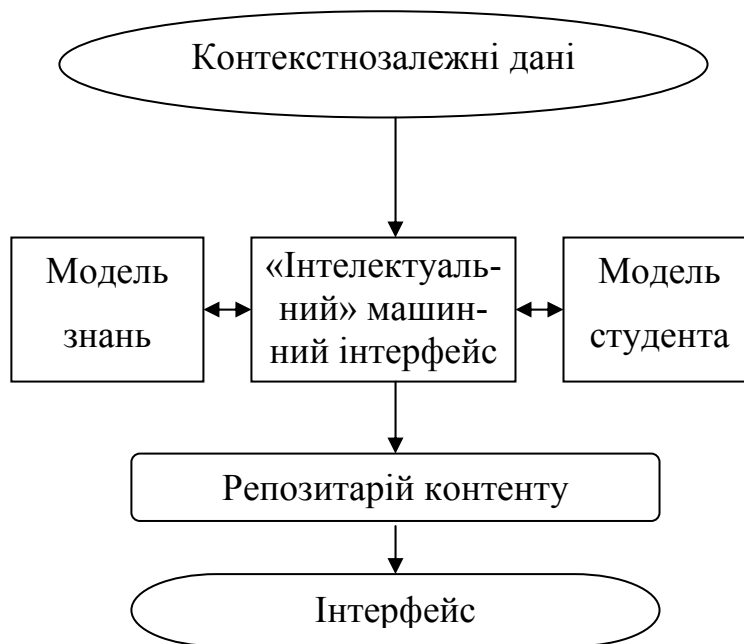 Контекстнозалежні дані
Модель
знань
«Інтелектуаль-
ний» машин-
ний інтерфейс
Модель
студента
Репозитарій контенту
Інтерфейс